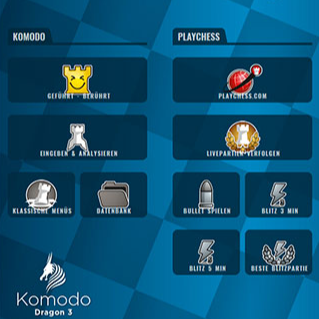 KOMODO
PLAYCHESS
GEFÜHRT - BERÜHRT
PLAYCHESS.COM
EINGEBEN & ANALYSIEREN
LIVEPARTIEN VERFOLGEN
KLASSISCHE MENÜS
DATENBANK
BULLET SPIELEN
BLITZ 3 MIN
BLITZ 5 MIN
BESTE BLITZPARTIE
Komodo
Dragon 3